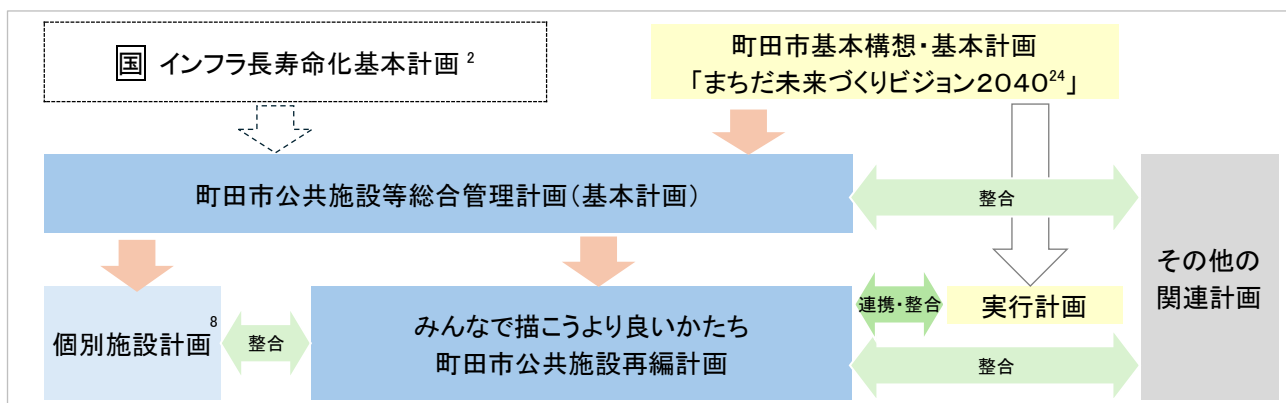 国 インフラ長寿命化基本計画2
町田市基本構想・基本計画
「まちだ未来づくりビジョン204024」
町田市公共施設等総合管理計画(基本計画)
整合
その他の
関連計画
個別施設計画8
整合
みんなで描こうより良いかたち
町田市公共施設再編計画
連携・整合
実行計画
整合